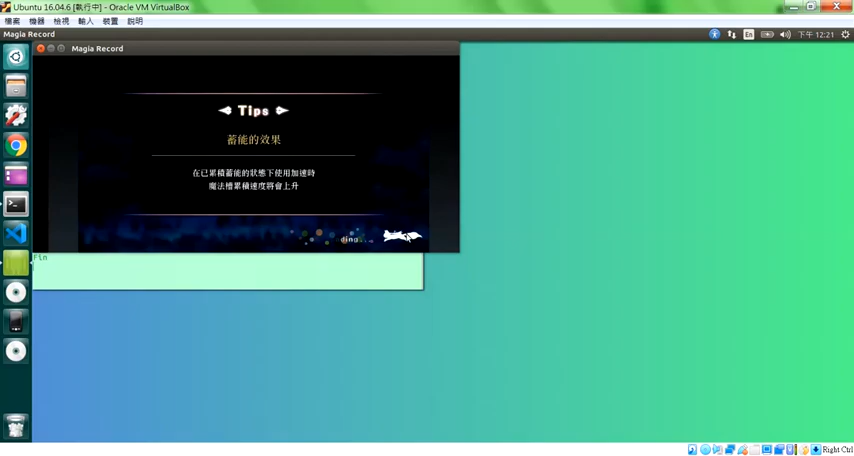 Ubuntu 16.04.6 [執行中] - Oracle VM VirtualBox
檔案 機器 檢視 輸入 裝置 說明
Magia Record
En
下午 12:21
Magia Record
Tips
蓄能的效果
在已累積蓄能的狀態下使用加速時
魔法槽累積速度將會上升
ding...
Fin
Right Ctrl